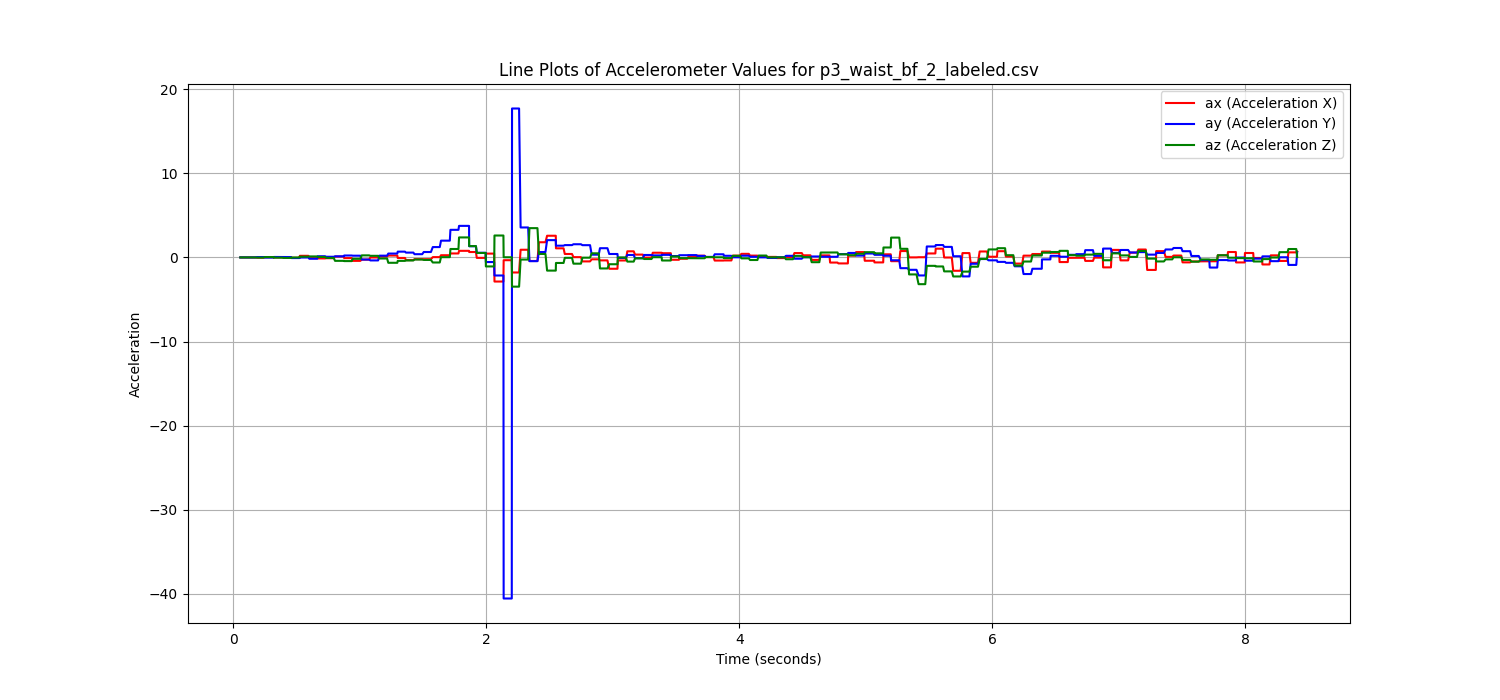 Line Plots of Accelerometer Values for p3_waist_bf_2_labeled.csv
ax (Acceleration X)
ay (Acceleration Y)
az (Acceleration Z)
Acceleration
20
10
0
−10
−20
−30
−40
0 2 4 6 8
Time (seconds)